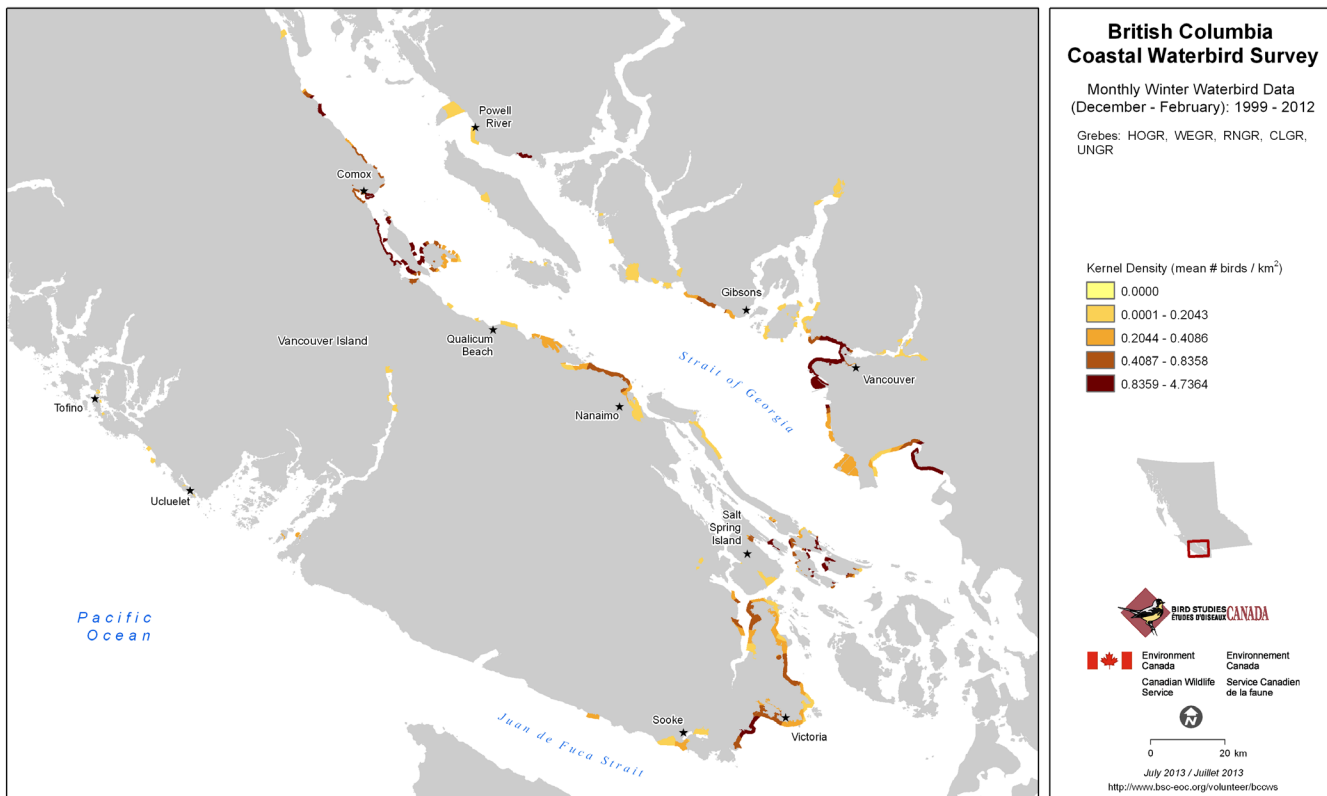 British Columbia
Coastal Waterbird Survey
Monthly Winter Waterbird Data
(December - February): 1999 - 2012
Grebes: HOGR, WEGR, RNGR, CLGR,
UNGR
Kernel Density (mean # birds / km²)
0.0000
0.0001 - 0.2043
0.2044 - 0.4086
0.4087 - 0.8358
0.8359 - 4.7364
BIRD STUDIES
ÉTUDES D'OISEAUX
CANADA
Environment
Canada
Canadian Wildlife
Service
Environnement
Canada
Service Canadien
de la faune
N
0 20 km
July 2013 / Juillet 2013
http://www.bsc-eoc.org/volunteer/bccws
Powell
River
Comox
Gibsons
Vancouver Island
Qualicum
Beach
Strait of Georgia
Vancouver
Tofino
Nanaimo
Ucluelet
Salt
Spring
Island
Pacific
Ocean
Sooke
Juan de Fuca Strait
Victoria